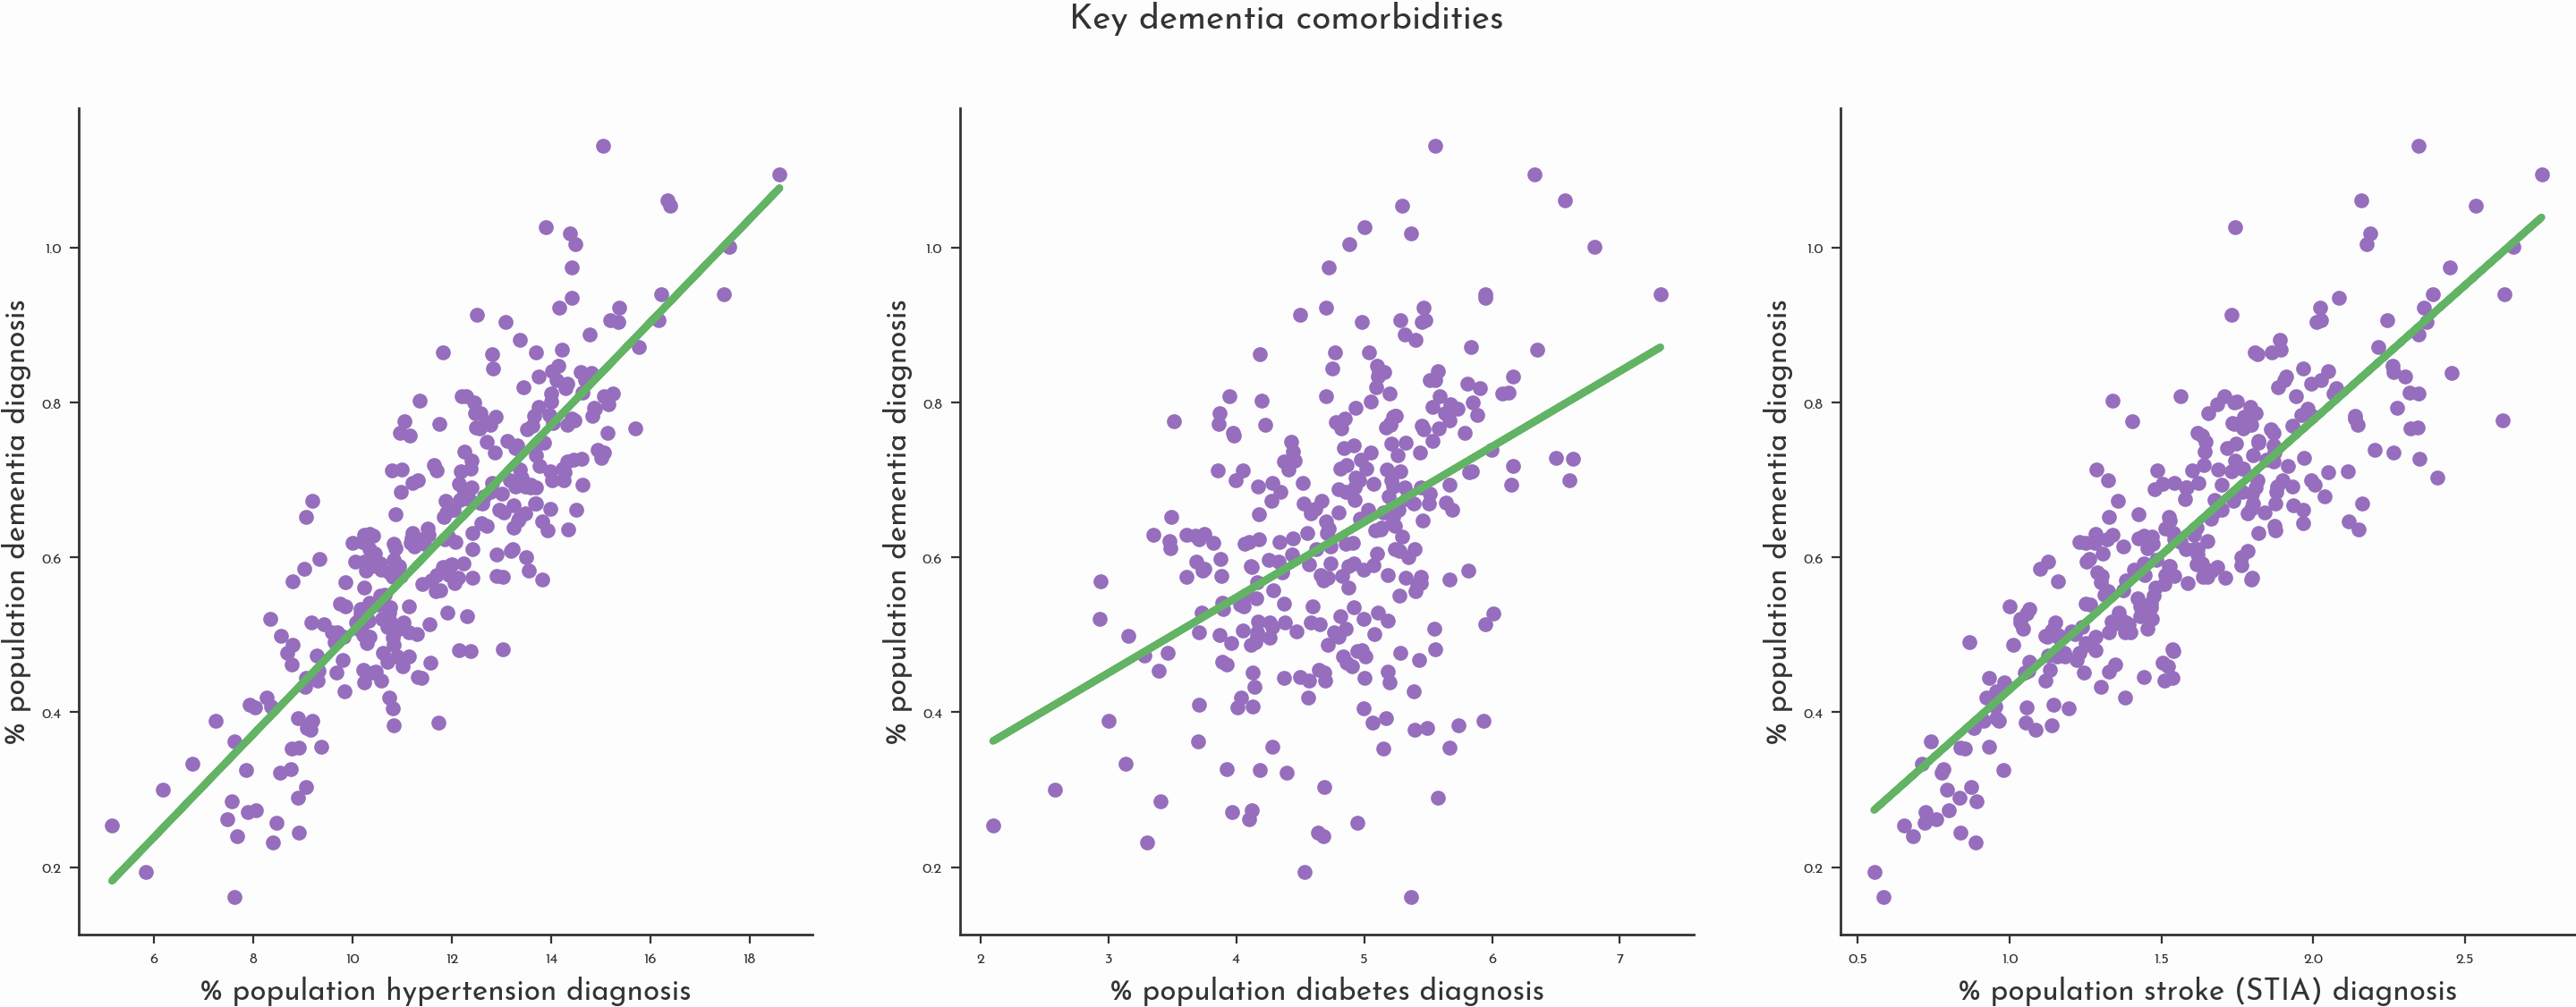 Key dementia comorbidities
% population dementia diagnosis
1.0
0.8
0.6
0.4
0.2
6 8 10 12 14 16 18
% population hypertension diagnosis
% population dementia diagnosis
1.0
0.8
0.6
0.4
0.2
2 3 4 5 6 7
% population diabetes diagnosis
% population dementia diagnosis
1.0
0.8
0.6
0.4
0.2
0.5 1.0 1.5 2.0 2.5
% population stroke (STIA) diagnosis